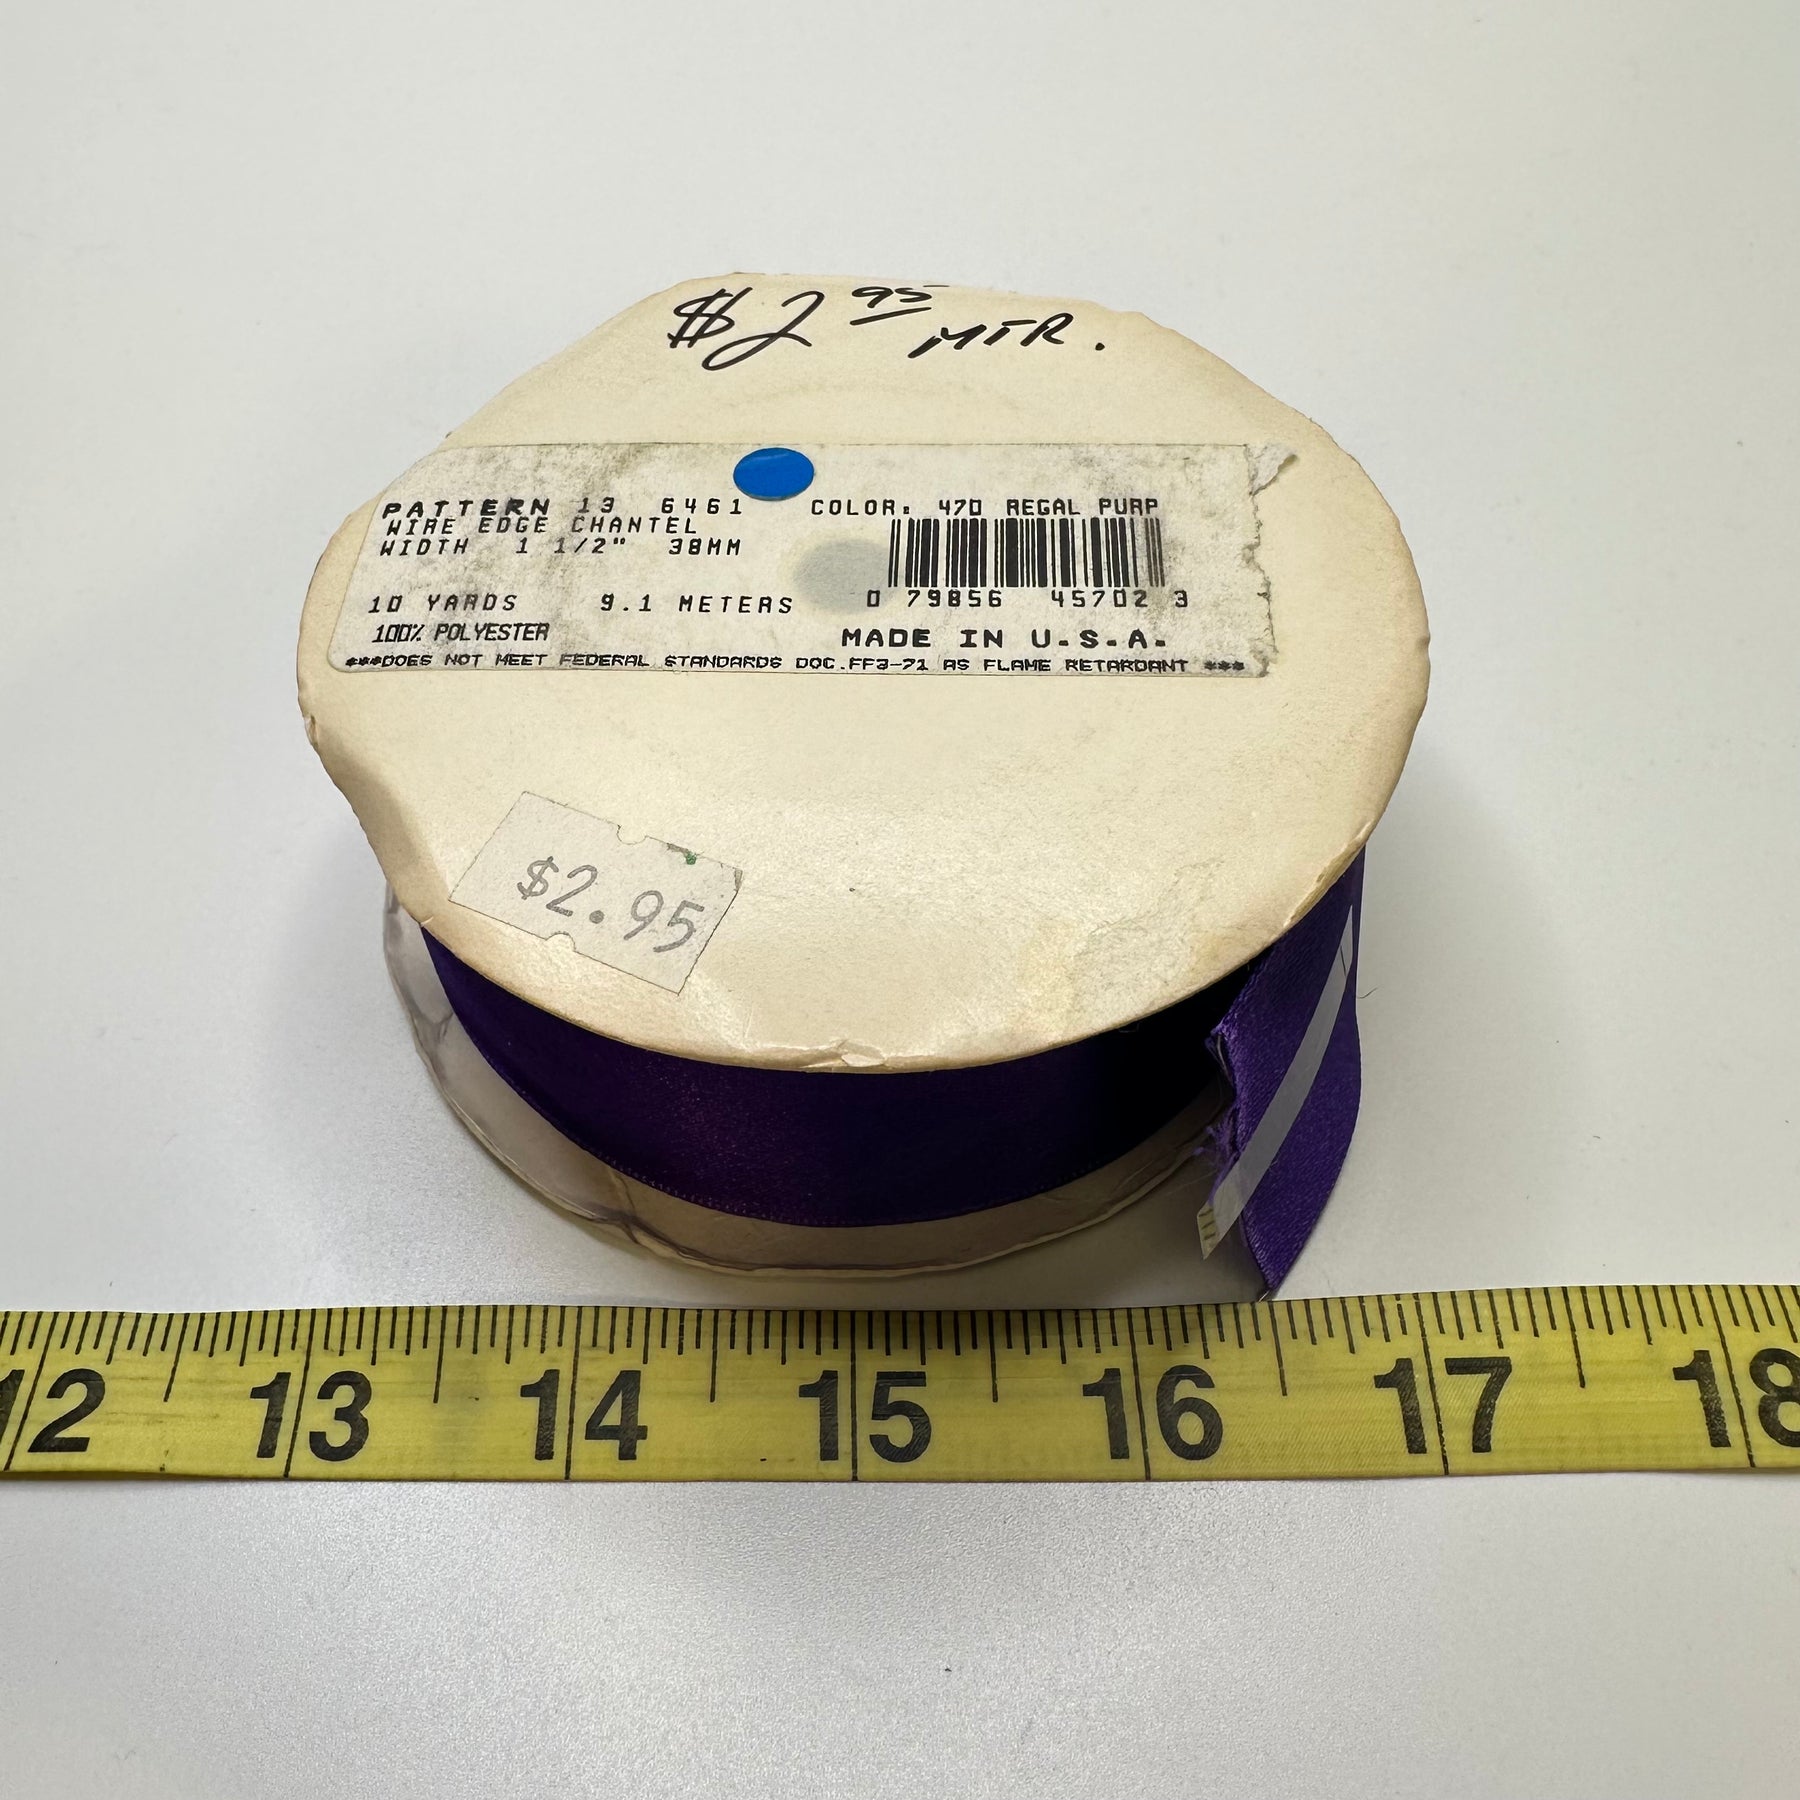 $2 95 MTR.
PATTERN 13 6461 COLOR: 470 REGAL PURP
WIRE EDGE CHANTEL
WIDTH 1 1/2" 38MM
10 YARDS 9.1 METERS 0 79856 45702 3
100% POLYESTER MADE IN U.S.A.
***DOES NOT MEET FEDERAL STANDARDS DOC.FF3-71 AS FLAME RETARDANT ***
$2.95
12 13 14 15 16 17 18